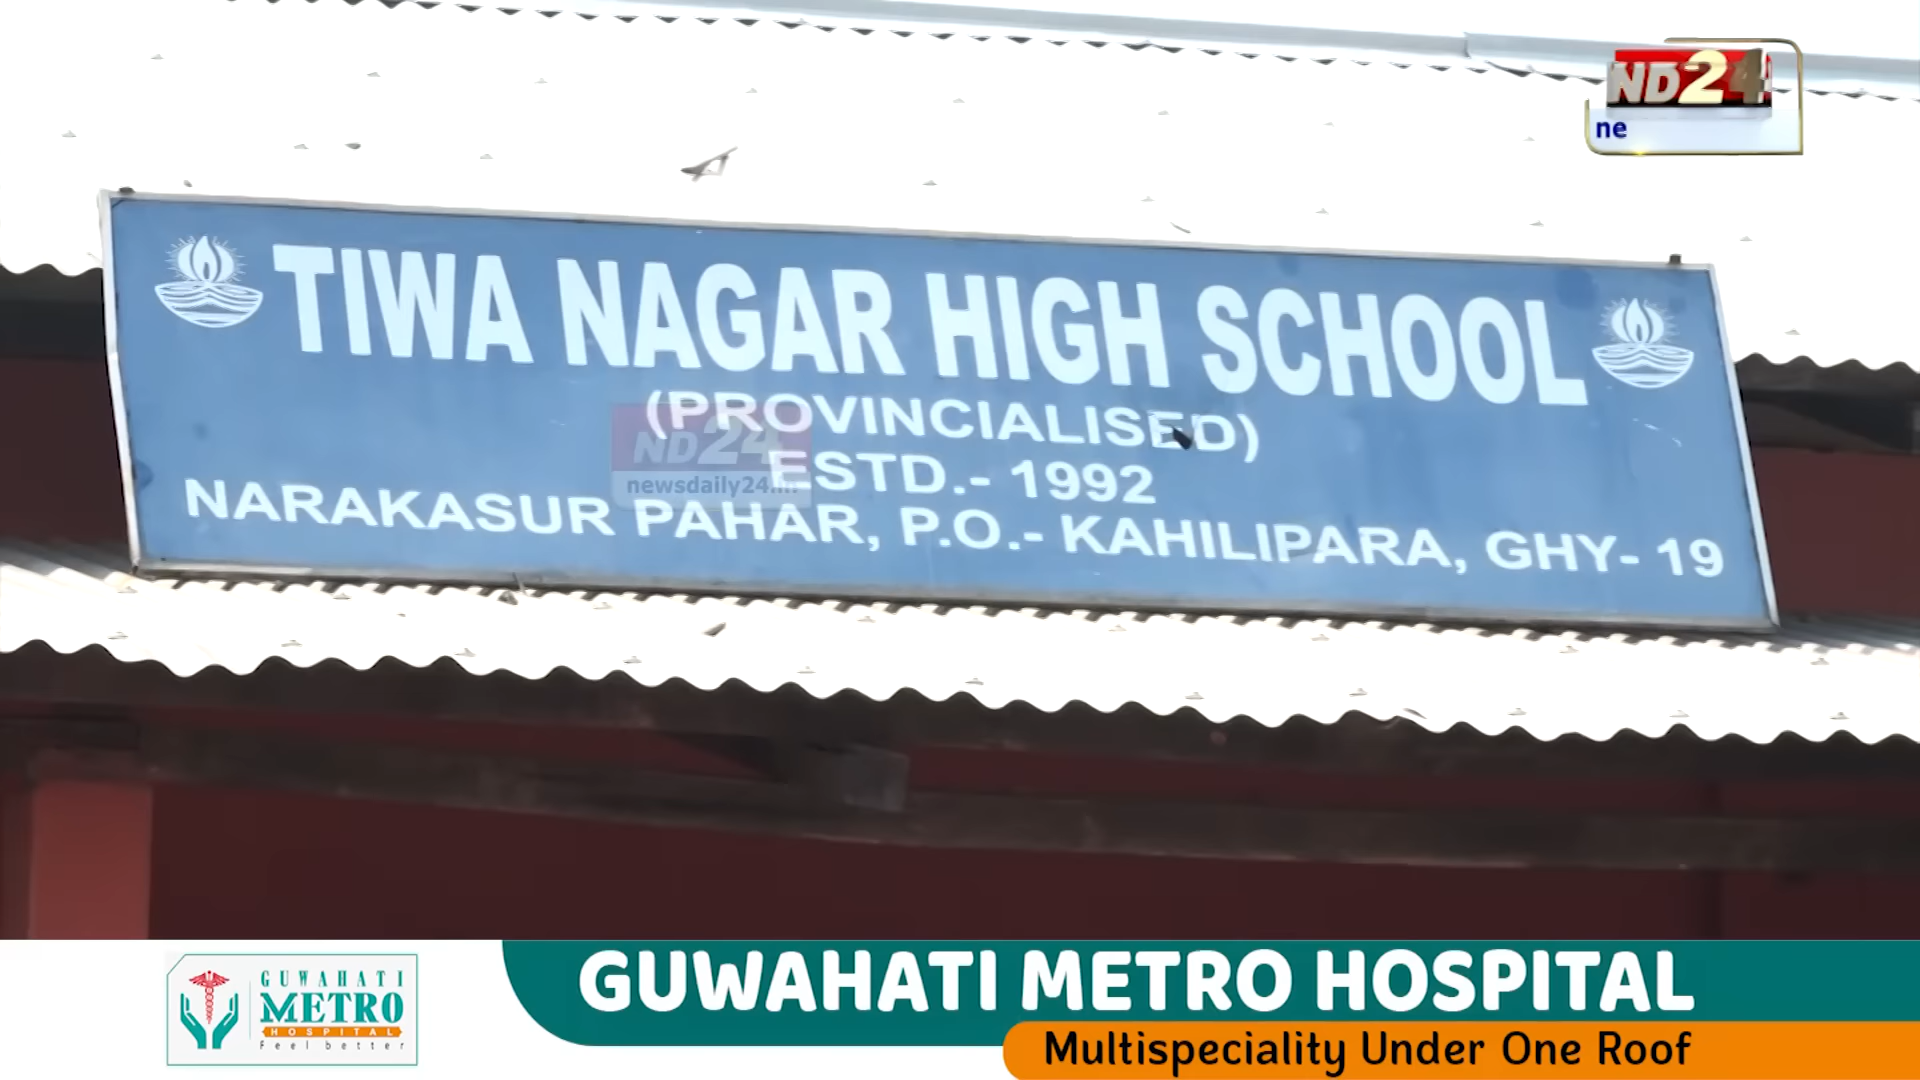 ND24
ne
TIWA NAGAR HIGH SCHOOL
(PROVINCIALISED)
ESTD.- 1992
NARAKASUR PAHAR, P.O.- KAHILIPARA, GHY- 19
ND24
newsdaily24.in
GUWAHATI
METRO
HOSPITAL
Feel better
GUWAHATI METRO HOSPITAL
Multispeciality Under One Roof